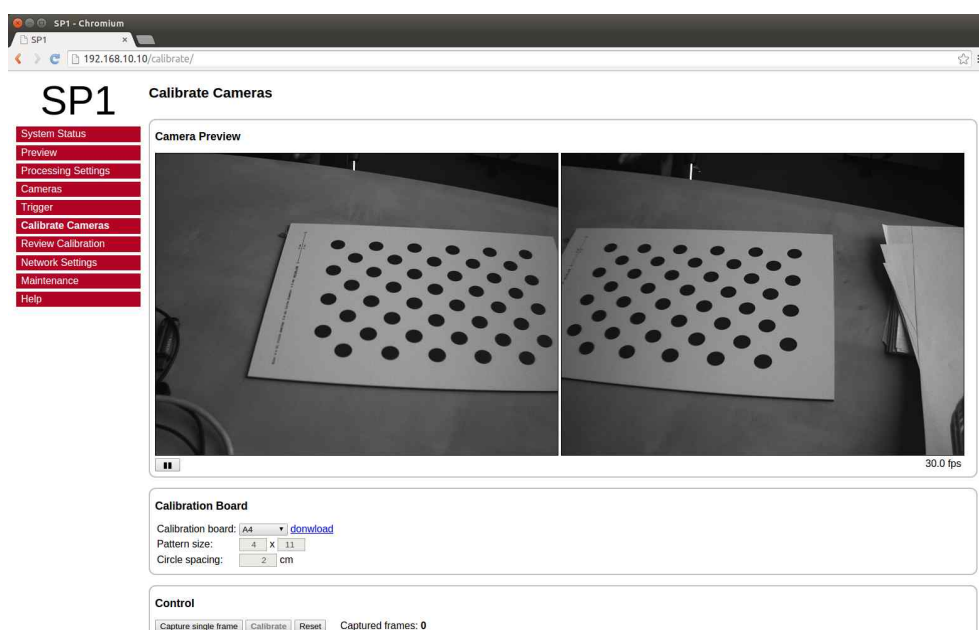 SP1 - Chromium
SP1 ×
192.168.10.10/calibrate/
SP1
System Status
Preview
Processing Settings
Cameras
Trigger
Calibrate Cameras
Review Calibration
Network Settings
Maintenance
Help
Calibrate Cameras
Camera Preview
30.0 fps
Calibration Board
Calibration board: A4 donwload
Pattern size: 4 x 11
Circle spacing: 2 cm
Control
Capture single frame Calibrate Reset Captured frames: 0